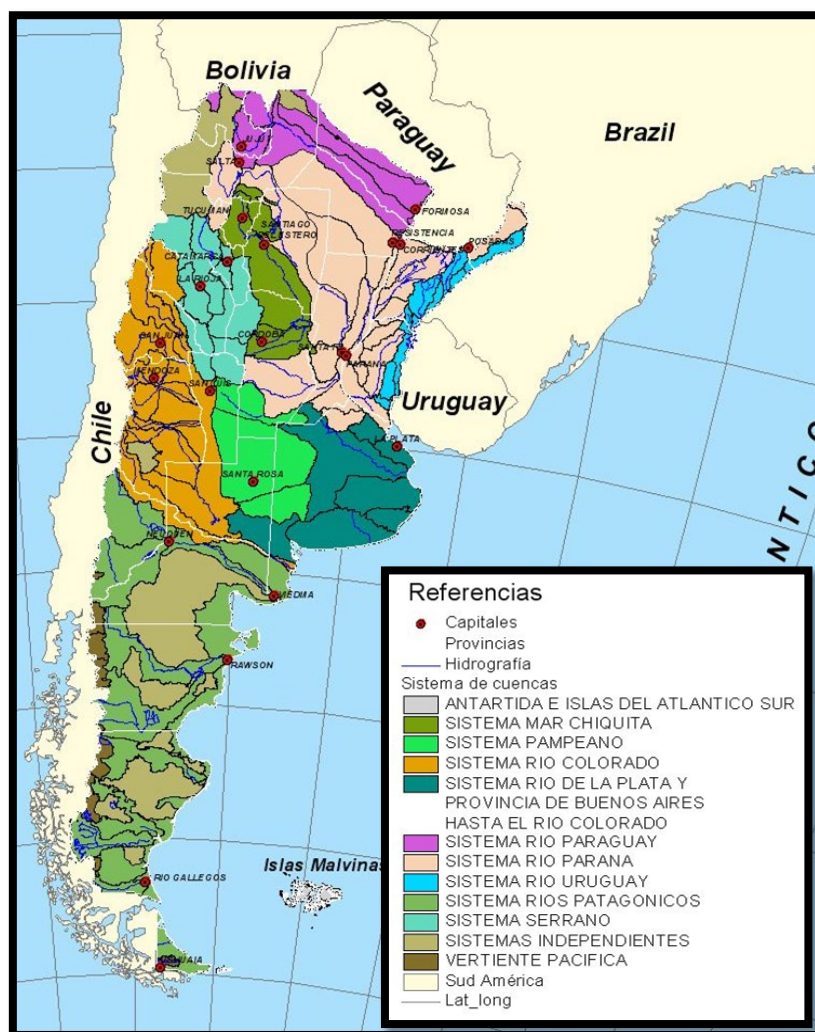 Bolivia
Paraguay
Brazil
JUJUY
SALTA
FORMOSA
TUCUMAN
SANTIAGO
DEL ESTERO
RESISTENCIA
CORRIENTES
POSADAS
CATAMARCA
LA RIOJA
SAN JUAN
CORDOBA
SANTA FE
PARANA
MENDOZA
SAN LUIS
Uruguay
Chile
LA PLATA
SANTA ROSA
NEUQUEN
VIEDMA
RAWSON
NTICO
Islas Malvinas
RIO GALLEGOS
USHUAIA
Referencias
Capitales
Provincias
Hidrografía
Sistema de cuencas
ANTARTIDA E ISLAS DEL ATLANTICO SUR
SISTEMA MAR CHIQUITA
SISTEMA PAMPEANO
SISTEMA RIO COLORADO
SISTEMA RIO DE LA PLATA Y
PROVINCIA DE BUENOS AIRES
HASTA EL RIO COLORADO
SISTEMA RIO PARAGUAY
SISTEMA RIO PARANA
SISTEMA RIO URUGUAY
SISTEMA RIOS PATAGONICOS
SISTEMA SERRANO
SISTEMAS INDEPENDIENTES
VERTIENTE PACIFICA
Sud América
Lat_long